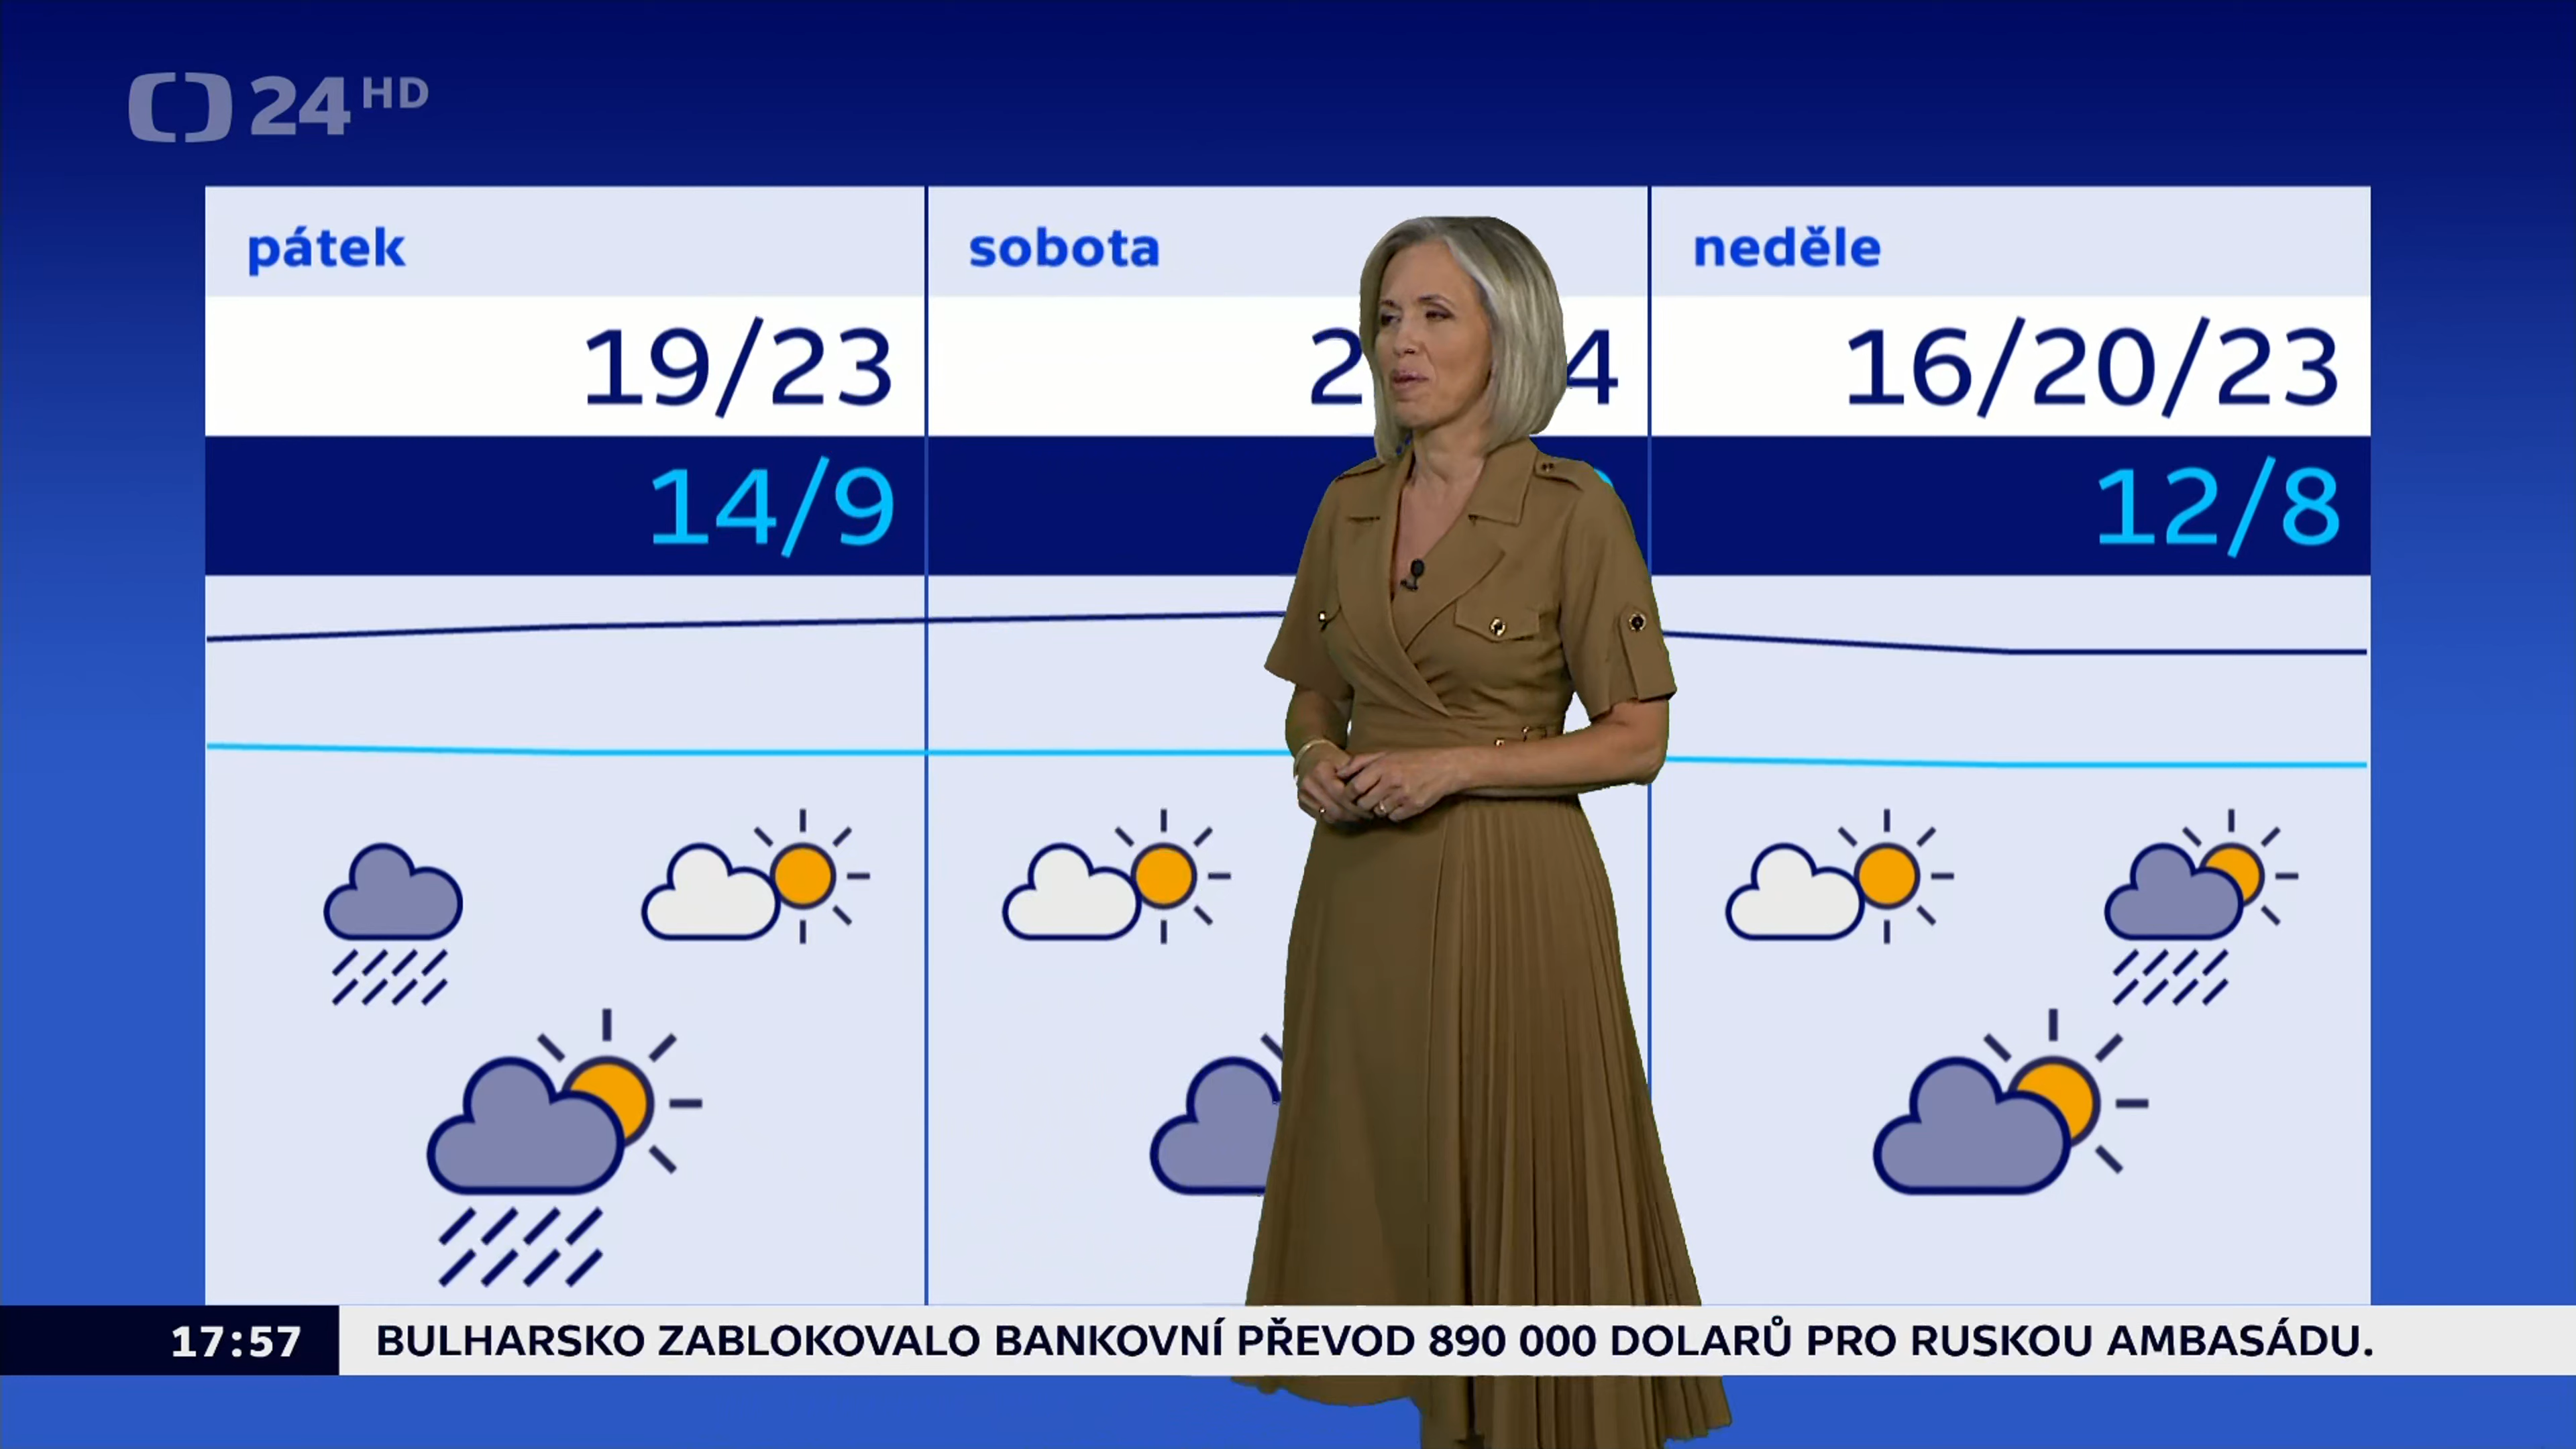 24 HD
pátek
sobota
neděle
19/23
16/20/23
14/9
12/8
17:57
BULHARSKO ZABLOKOVALO BANKOVNÍ PŘEVOD 890 000 DOLARŮ PRO RUSKOU AMBASÁDU.